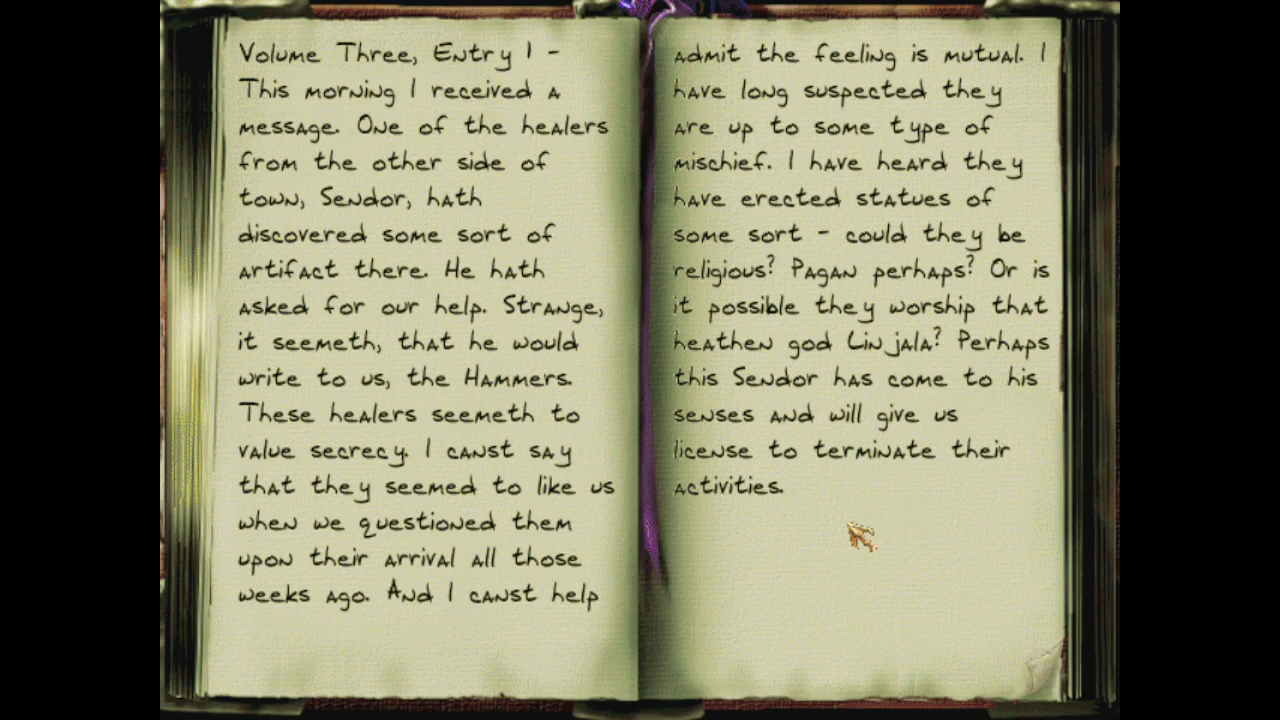 Volume Three, Entry 1 -
This morning I received a
message. One of the healers
from the other side of
town, Sendor, hath
discovered some sort of
artifact there. He hath
asked for our help. Strange,
it seemeth, that he would
write to us, the Hammers.
These healers seemeth to
value secrecy. I canst say
that they seemed to like us
when we questioned them
upon their arrival all those
weeks ago. And I canst help
admit the feeling is mutual. I
have long suspected they
are up to some type of
mischief. I have heard they
have erected statues of
some sort - could they be
religious? Pagan perhaps? Or is
it possible they worship that
heathen god Lin'jala? Perhaps
this Sendor has come to his
senses and will give us
license to terminate their
activities.